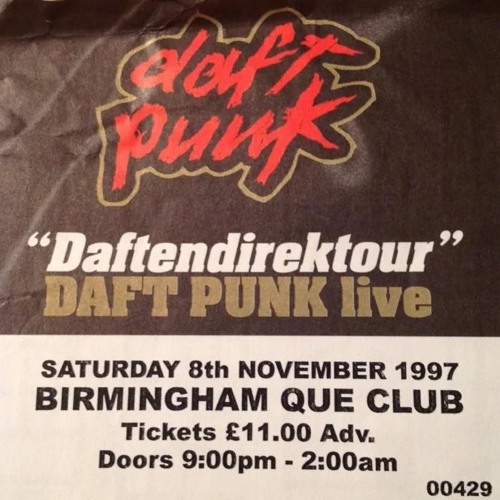 daft
punk
“Daftendirektour”
DAFT PUNK live
SATURDAY 8th NOVEMBER 1997
BIRMINGHAM QUE CLUB
Tickets £11.00 Adv.
Doors 9:00pm - 2:00am
00429